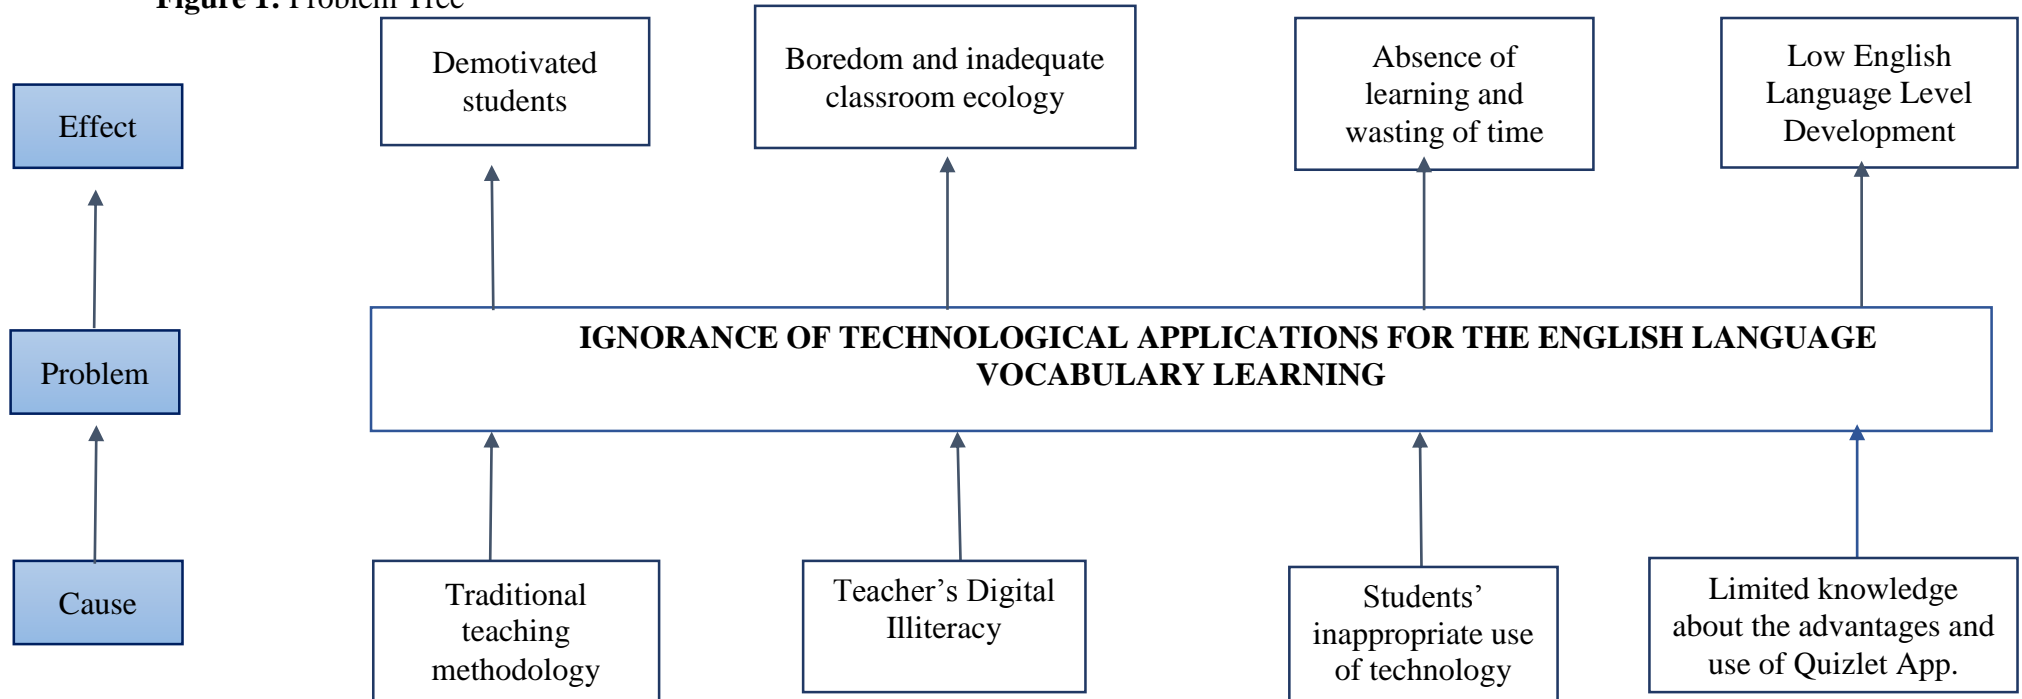 Figure 1: Problem Tree
Effect
Demotivated
students
Boredom and inadequate
classroom ecology
Absence of
learning and
wasting of time
Low English
Language Level
Development
Problem
IGNORANCE OF TECHNOLOGICAL APPLICATIONS FOR THE ENGLISH LANGUAGE
VOCABULARY LEARNING
Cause
Traditional
teaching
methodology
Teacher’s Digital
Illiteracy
Students’
inappropriate use
of technology
Limited knowledge
about the advantages and
use of Quizlet App.